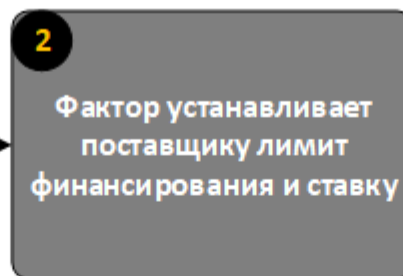 2
Фактор устанавливает
поставщику лимит
финансирования и ставку